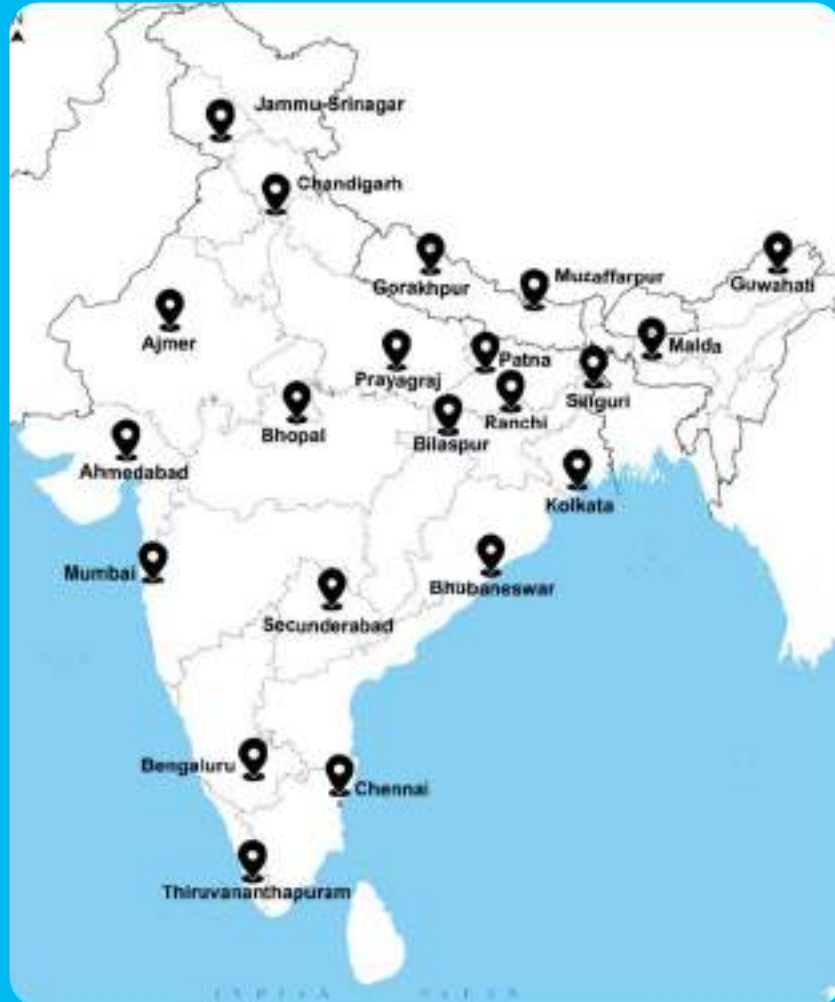 N
Jammu-Srinagar
Chandigarh
Gorakhpur
Muzaffarpur
Guwahati
Ajmer
Prayagraj
Patna
Malda
Siliguri
Bhopal
Ranchi
Bilaspur
Ahmedabad
Kolkata
Mumbai
Bhubaneswar
Secunderabad
Bengaluru
Chennai
Thiruvananthapuram